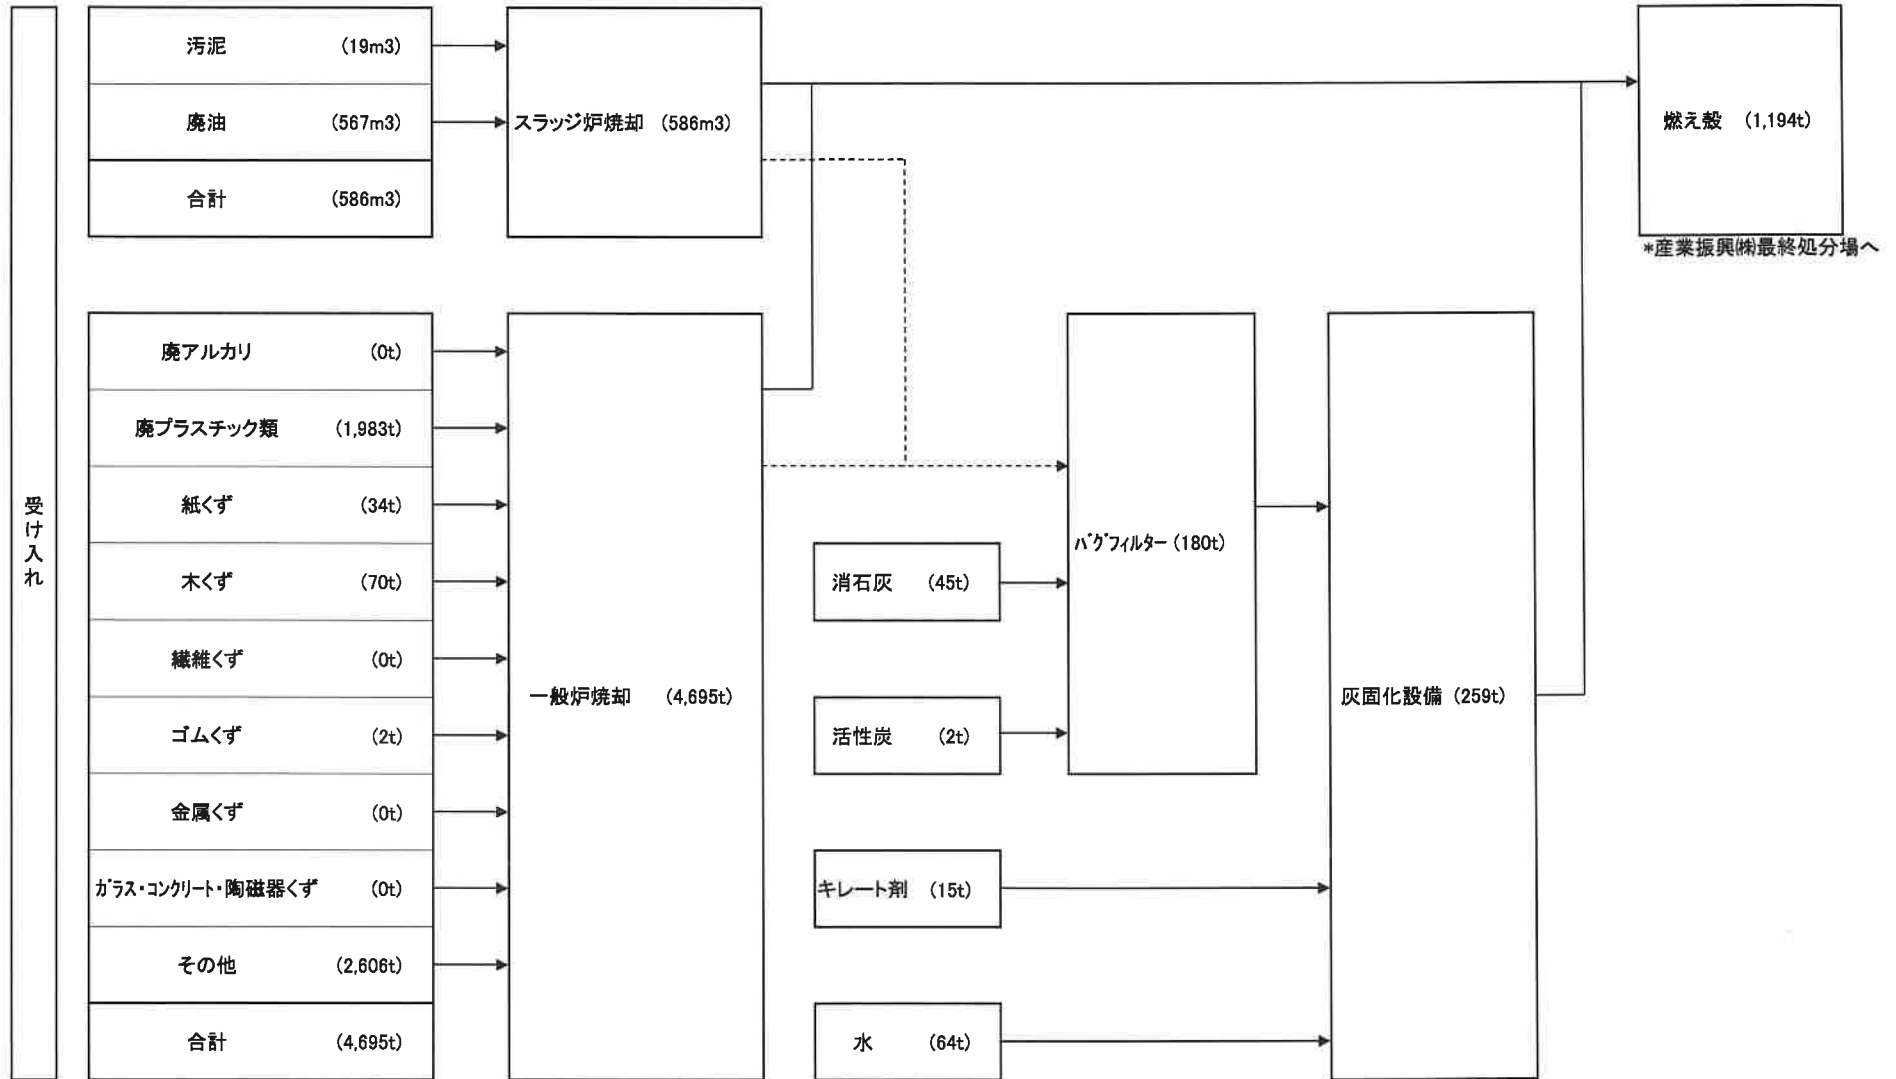 受け入れ
汚泥 (19m3)
廃油 (567m3)
合計 (586m3)
スラッジ炉焼却 (586m3)
燃え殻 (1,194t)
*産業振興㈱最終処分場へ
廃アルカリ (0t)
廃プラスチック類 (1,983t)
紙くず (34t)
木くず (70t)
繊維くず (0t)
ゴムくず (2t)
金属くず (0t)
ガラス・コンクリート・陶磁器くず (0t)
その他 (2,606t)
合計 (4,695t)
一般炉焼却 (4,695t)
消石灰 (45t)
活性炭 (2t)
キレート剤 (15t)
水 (64t)
バグフィルター (180t)
灰固化設備 (259t)